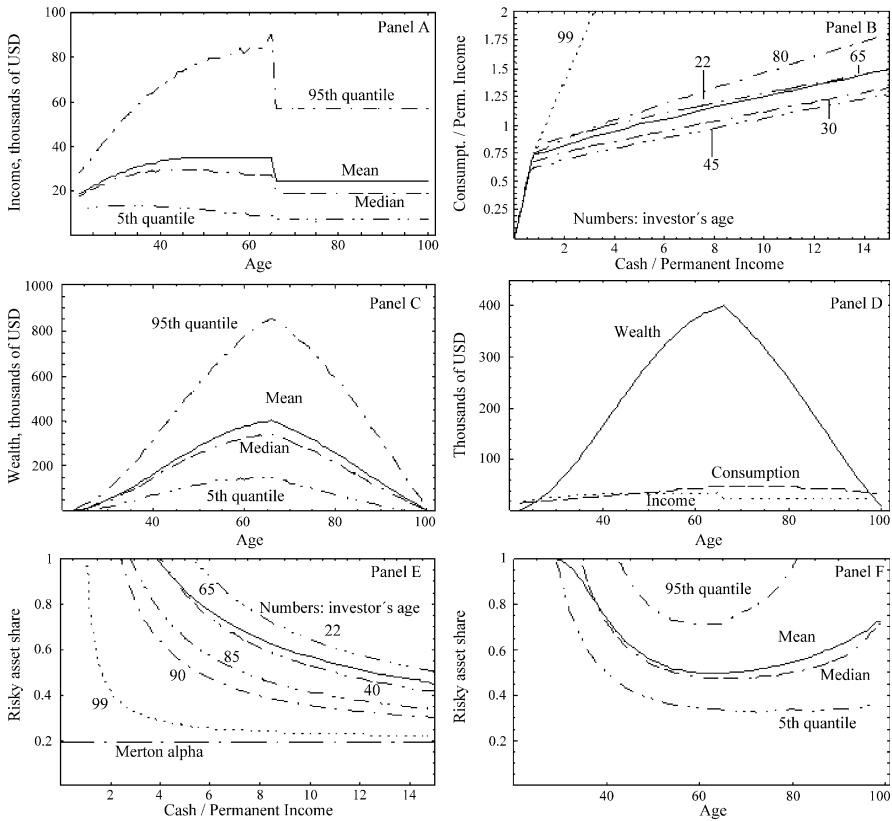 Panel A
Income, thousands of USD
100
80
60
40
20
95th quantile
Mean
Median
5th quantile
40
60
80
100
Age
Panel B
Consumpt. / Perm. Income
2
1.75
1.5
1.25
1
0.75
0.5
0.25
99
22
80
65
45
30
Numbers: investor´s age
2
4
6
8
10
12
14
Cash / Permanent Income
Panel C
Wealth, thousands of USD
1000
800
600
400
200
95th quantile
Mean
Median
5th quantile
40
60
80
100
Age
Panel D
Thousands of USD
400
300
200
100
Wealth
Consumption
Income
40
60
80
100
Age
Panel E
Risky asset share
1
0.8
0.6
0.4
0.2
65
Numbers: investor´s age
22
85
90
40
99
Merton alpha
2
4
6
8
10
12
14
Cash / Permanent Income
Panel F
Risky asset share
1
0.8
0.6
0.4
0.2
95th quantile
Mean
Median
5th quantile
40
60
80
100
Age